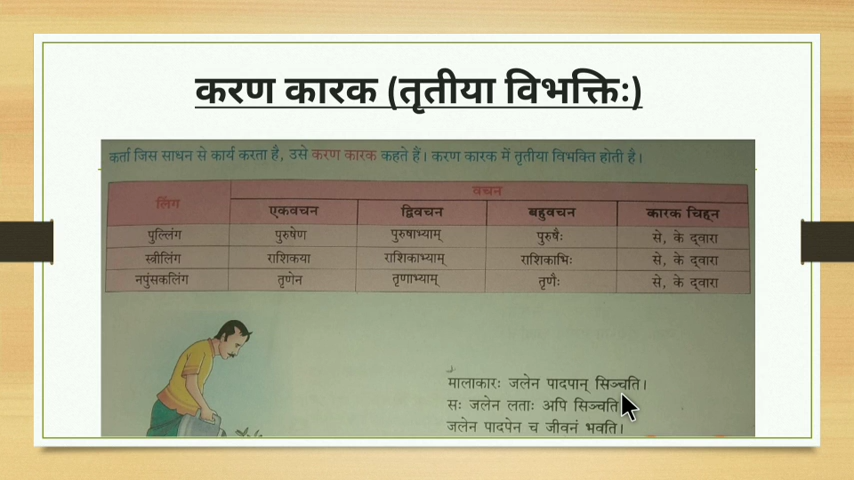 करण कारक (तृतीया विभक्तिः)
कर्ता जिस साधन से कार्य करता है, उसे करण कारक कहते हैं। करण कारक में तृतीया विभक्ति होती है।
लिंग वचन
एकवचन द्विवचन बहुवचन कारक चिह्न
पुल्लिंग पुरुषेण पुरुषाभ्याम् पुरुषैः से, के द्वारा
स्त्रीलिंग राशिकया राशिकाभ्याम् राशिकाभिः से, के द्वारा
नपुंसकलिंग तृणेन तृणाभ्याम् तृणैः से, के द्वारा
मालाकारः जलेन पादपान् सिञ्चति।
सः जलेन लताः अपि सिञ्चति
जलेन पादपेन च जीवनं भवति।